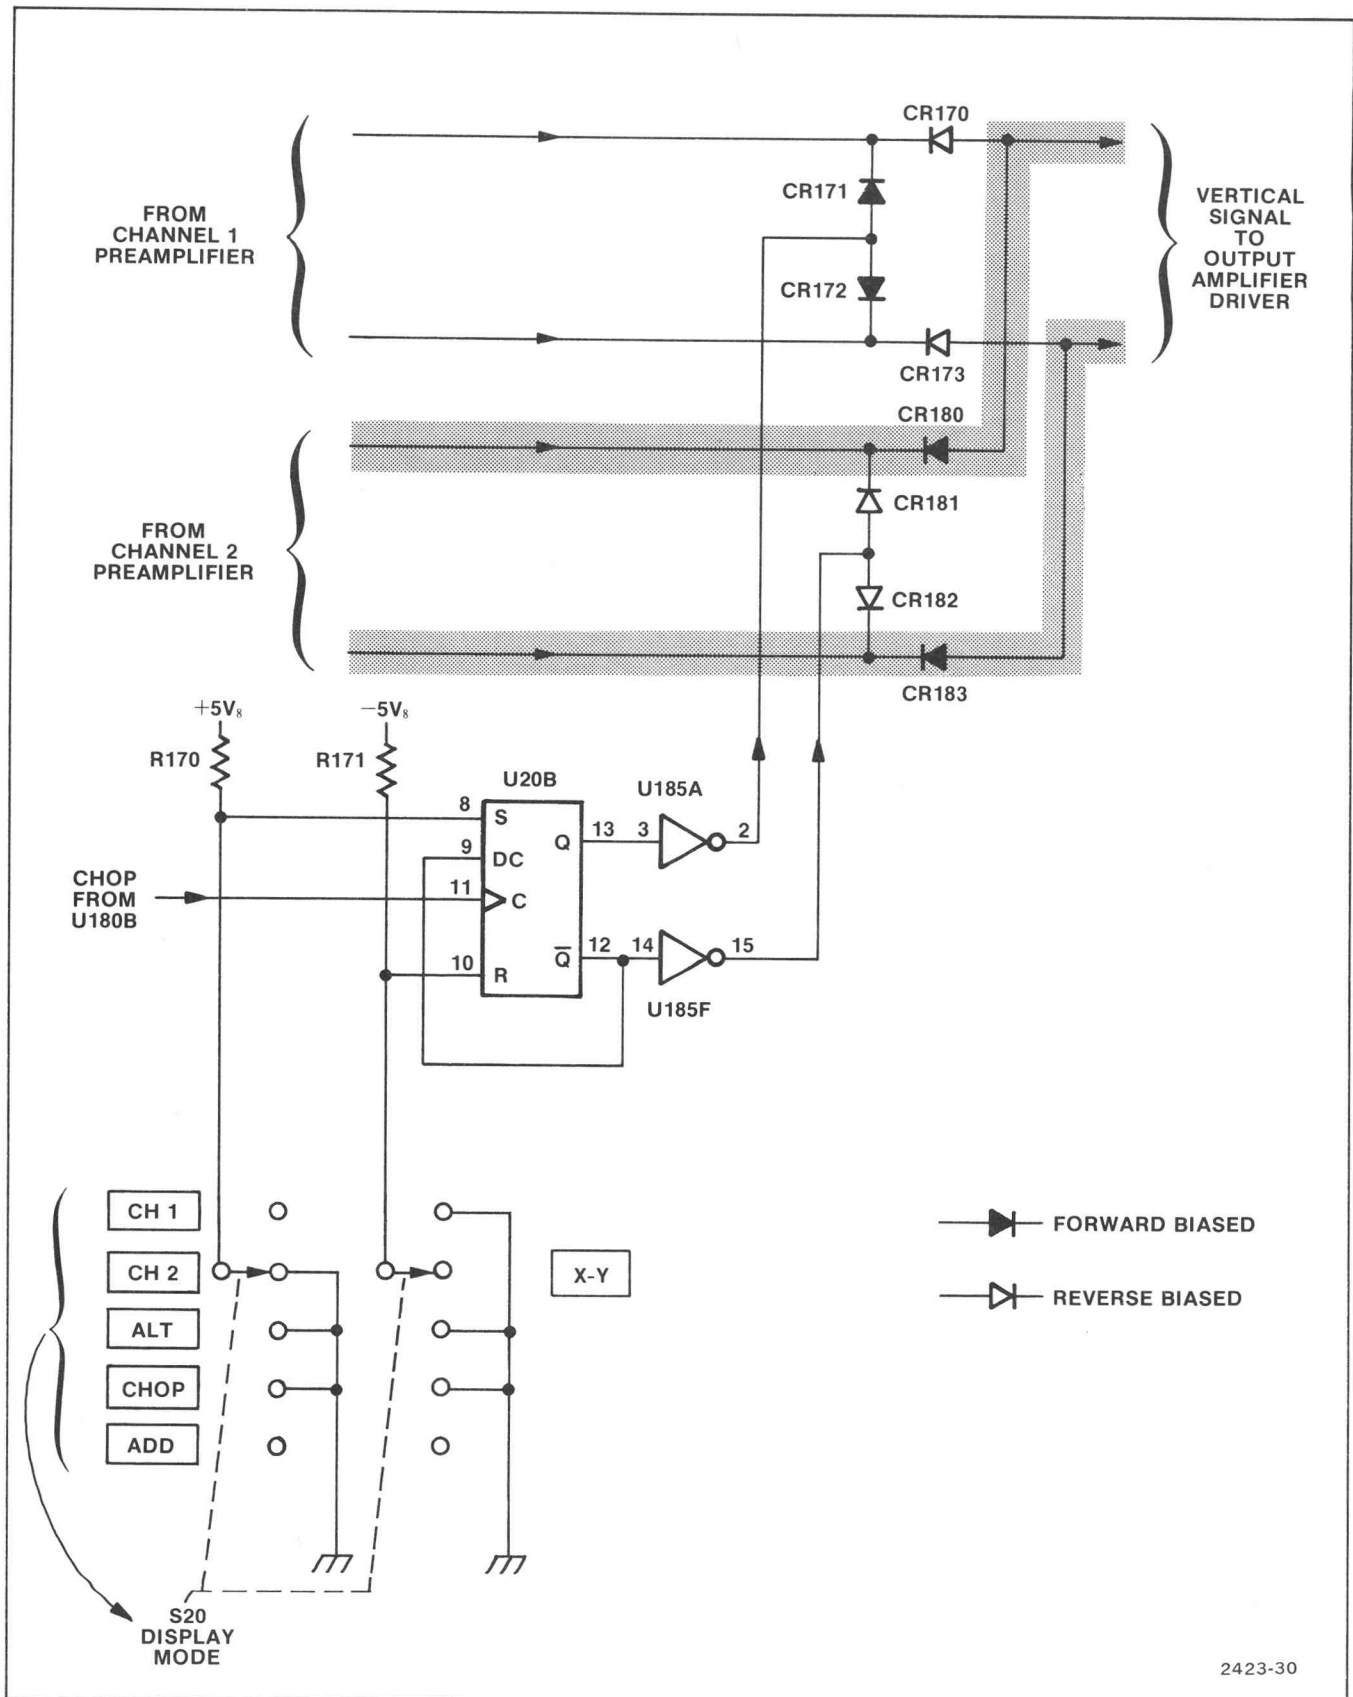 CR170
FROM
CHANNEL 1
PREAMPLIFIER
CR171
CR172
CR173
VERTICAL
SIGNAL
TO
OUTPUT
AMPLIFIER
DRIVER
CR180
FROM
CHANNEL 2
PREAMPLIFIER
CR181
CR182
CR183
+5V₈
−5V₈
R170
R171
U20B
U185A
8
S
13
3
2
9
DC
Q
CHOP
FROM
U180B
11
C
12
14
15
10
R
Q̅
U185F
CH 1
CH 2
X-Y
ALT
CHOP
ADD
FORWARD BIASED
REVERSE BIASED
S20
DISPLAY
MODE
2423-30